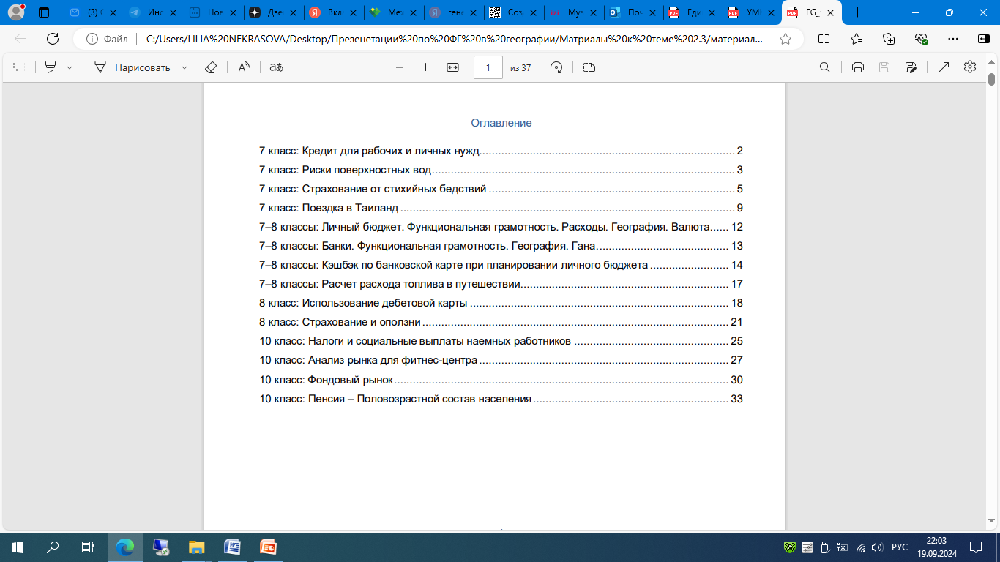 (3) С Инс Нов Дзе Вкл Меж гене Соз Муз Поч Еди УМІ FG_
Файл C:/Users/LILIA%20NEKRASOVA/Desktop/Презенетации%20по%20ФГ%20в%20географии/Матриалы%20к%20теме%202.3/материал...
Нарисовать 1 из 37
Оглавление
7 класс: Кредит для рабочих и личных нужд 2
7 класс: Риски поверхностных вод 3
7 класс: Страхование от стихийных бедствий 5
7 класс: Поездка в Таиланд 9
7–8 классы: Личный бюджет. Функциональная грамотность. Расходы. География. Валюта 12
7–8 классы: Банки. Функциональная грамотность. География. Гана 13
7–8 классы: Кэшбэк по банковской карте при планировании личного бюджета 14
7–8 классы: Расчет расхода топлива в путешествии 17
8 класс: Использование дебетовой карты 18
8 класс: Страхование и оползни 21
10 класс: Налоги и социальные выплаты наемных работников 25
10 класс: Анализ рынка для фитнес-центра 27
10 класс: Фондовый рынок 30
10 класс: Пенсия – Половозрастной состав населения 33
РУС 22:03
19.09.2024